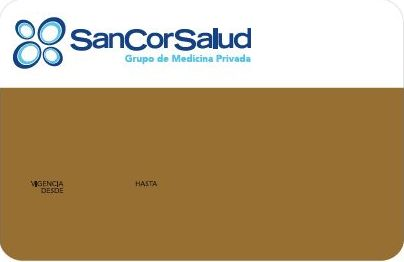 SanCorSalud
Grupo de Medicina Privada
VIGENCIA HASTA
DESDE